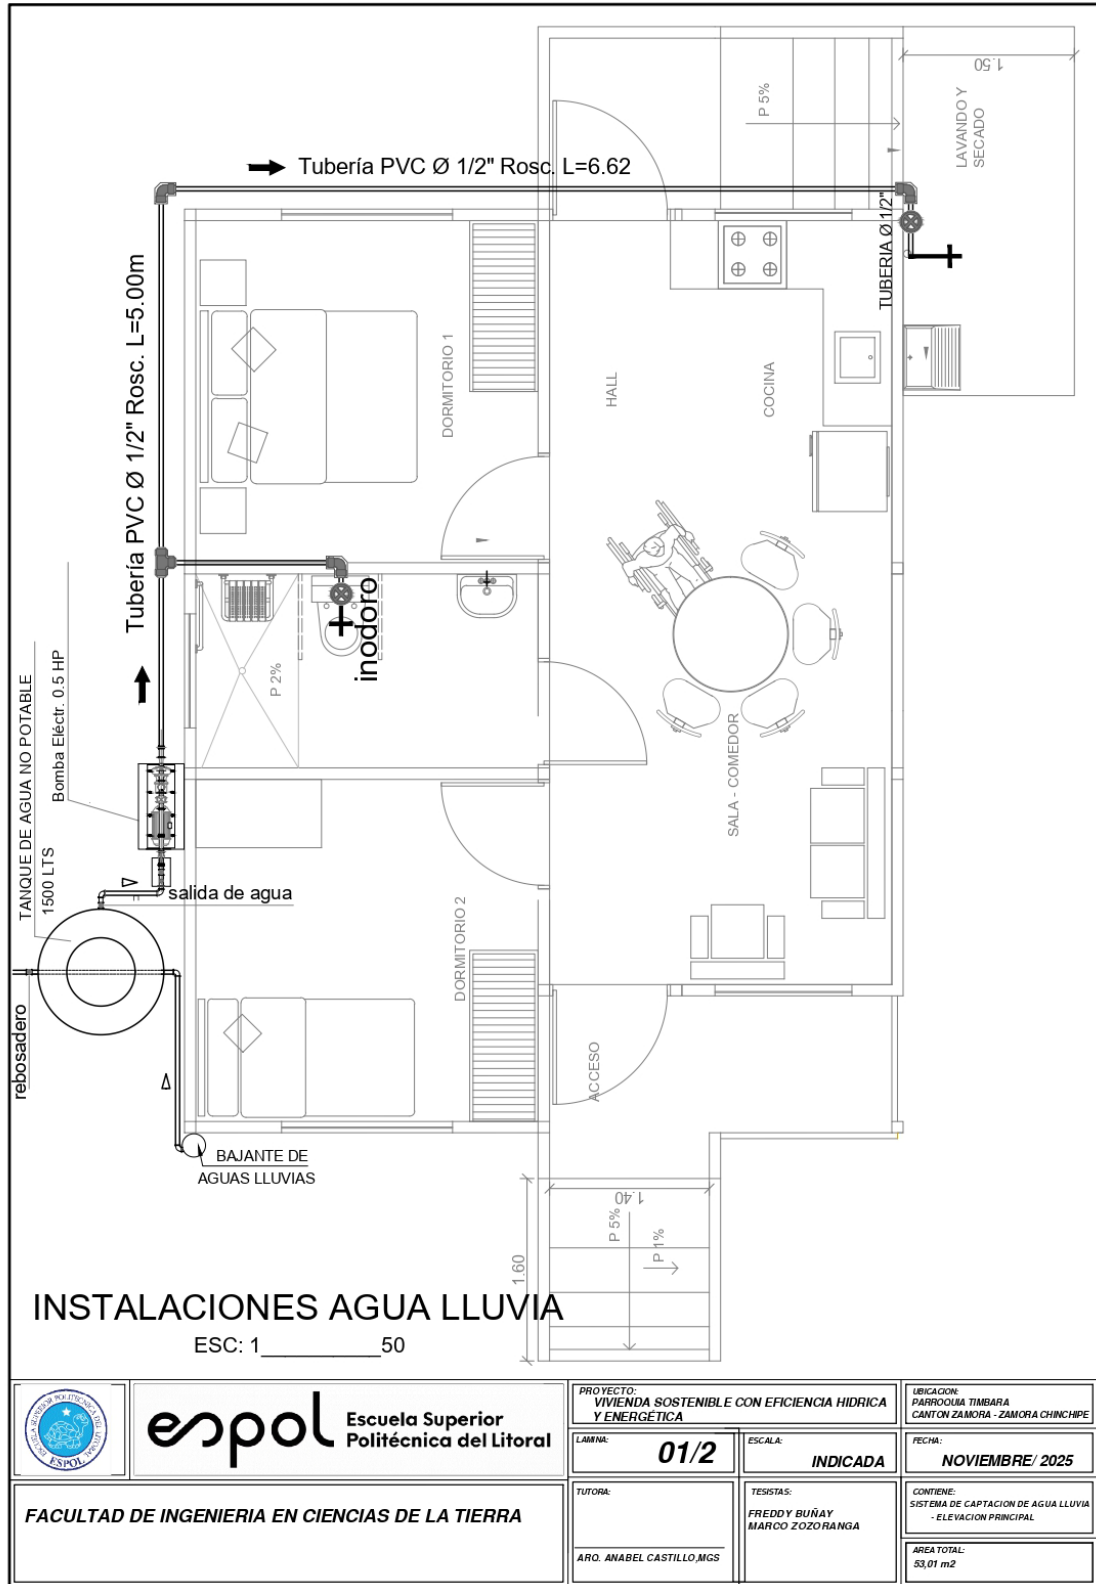 1.50
LAVANDO Y
SECADO
P 5%
Tubería PVC Ø 1/2" Rosc. L=6.62
TUBERIA Ø 1/2"
Tubería PVC Ø 1/2" Rosc. L=5.00m
DORMITORIO 1
HALL
COCINA
inodoro
P 2%
TANQUE DE AGUA NO POTABLE
1500 LTS
Bomba Eléctr. 0.5 HP
SALA - COMEDOR
salida de agua
DORMITORIO 2
rebosadero
ACCESO
BAJANTE DE
AGUAS LLUVIAS
1.40
P 5%
P 1%
1.60
INSTALACIONES AGUA LLUVIA
ESC: 1__________50
ESCUELA SUPERIOR POLITECNICA DEL LITORAL
ESPOL
espol
Escuela Superior
Politécnica del Litoral
FACULTAD DE INGENIERIA EN CIENCIAS DE LA TIERRA
PROYECTO:
VIVIENDA SOSTENIBLE CON EFICIENCIA HIDRICA
Y ENERGÉTICA
UBICACION:
PARROQUIA TIMBARA
CANTON ZAMORA - ZAMORA CHINCHIPE
LAMINA:
01/2
ESCALA:
INDICADA
FECHA:
NOVIEMBRE/ 2025
TUTORA:
ARQ. ANABEL CASTILLO,MGS
TESISTAS:
FREDDY BUÑAY
MARCO ZOZORANGA
CONTIENE:
SISTEMA DE CAPTACION DE AGUA LLUVIA
- ELEVACION PRINCIPAL
AREA TOTAL:
53,01 m2